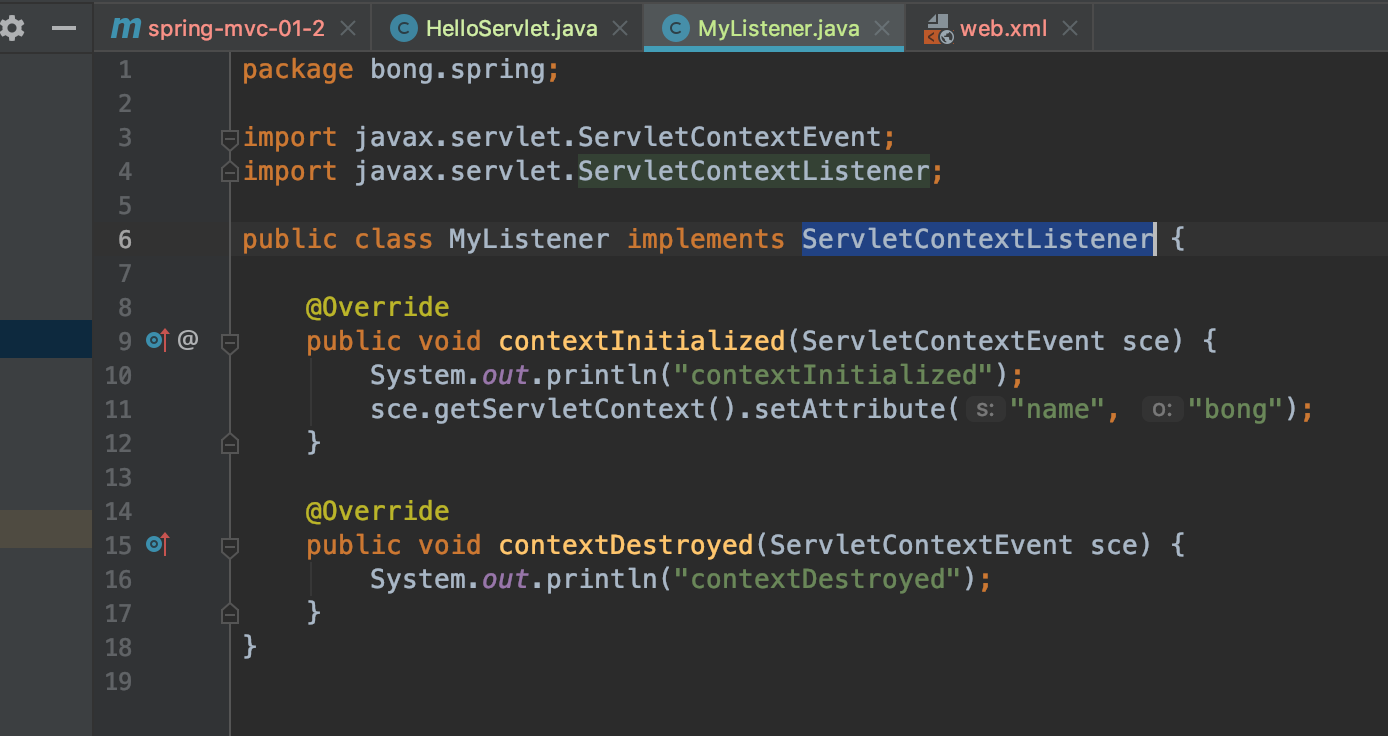 m spring-mvc-01-2 × C HelloServlet.java × C MyListener.java × web.xml ×
1 package bong.spring;
2
3 import javax.servlet.ServletContextEvent;
4 import javax.servlet.ServletContextListener;
5
6 public class MyListener implements ServletContextListener {
7
8 @Override
9 @ public void contextInitialized(ServletContextEvent sce) {
10 System.out.println("contextInitialized");
11 sce.getServletContext().setAttribute( s: "name", o: "bong");
12 }
13
14 @Override
15 public void contextDestroyed(ServletContextEvent sce) {
16 System.out.println("contextDestroyed");
17 }
18 }
19